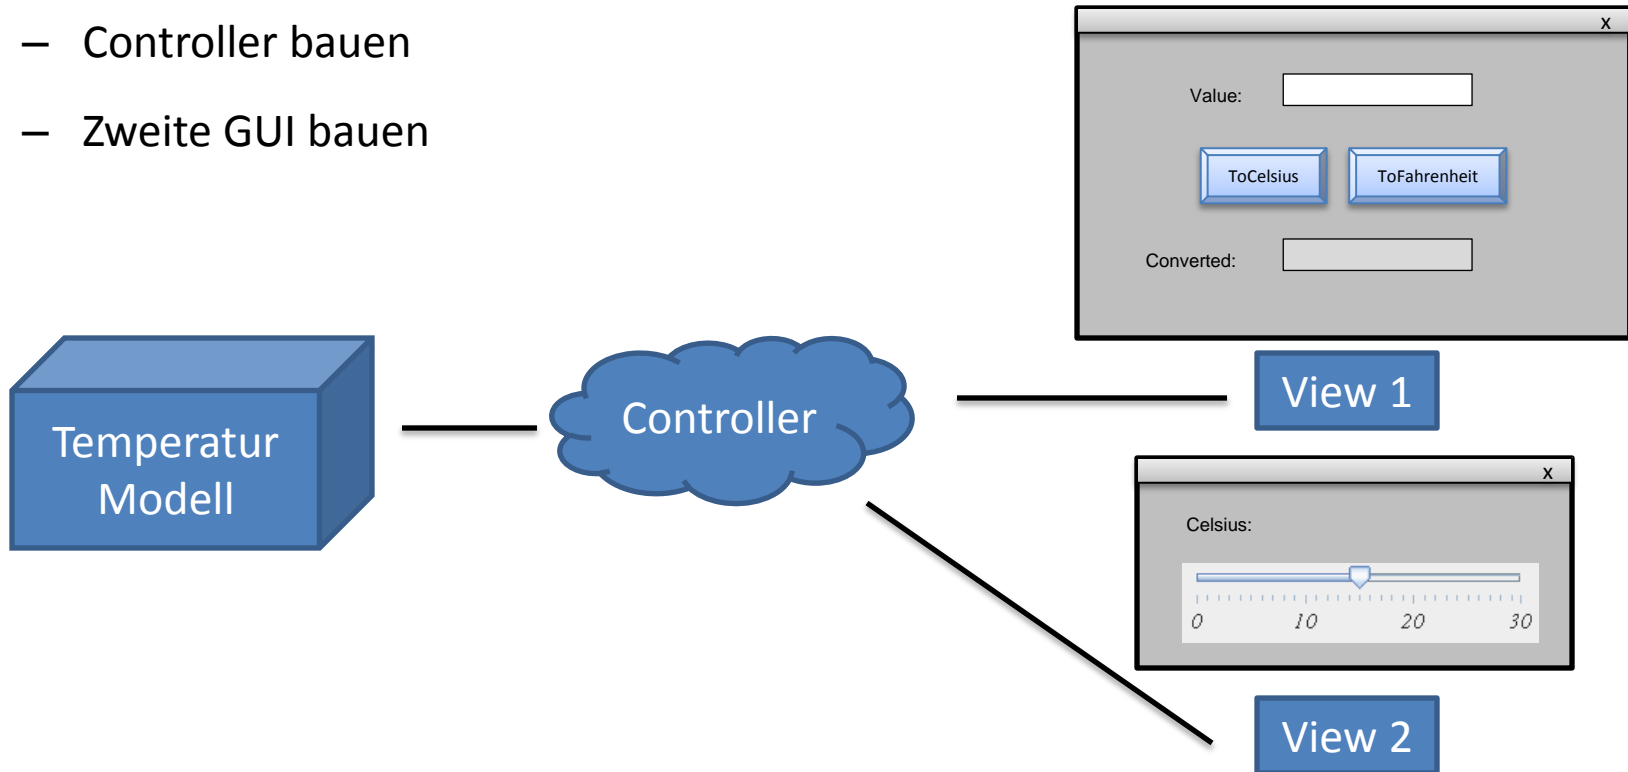 – Controller bauen
– Zweite GUI bauen
x
Value:
ToCelsius ToFahrenheit
Converted:
Temperatur
Modell
Controller
View 1
x
Celsius:
0 10 20 30
View 2